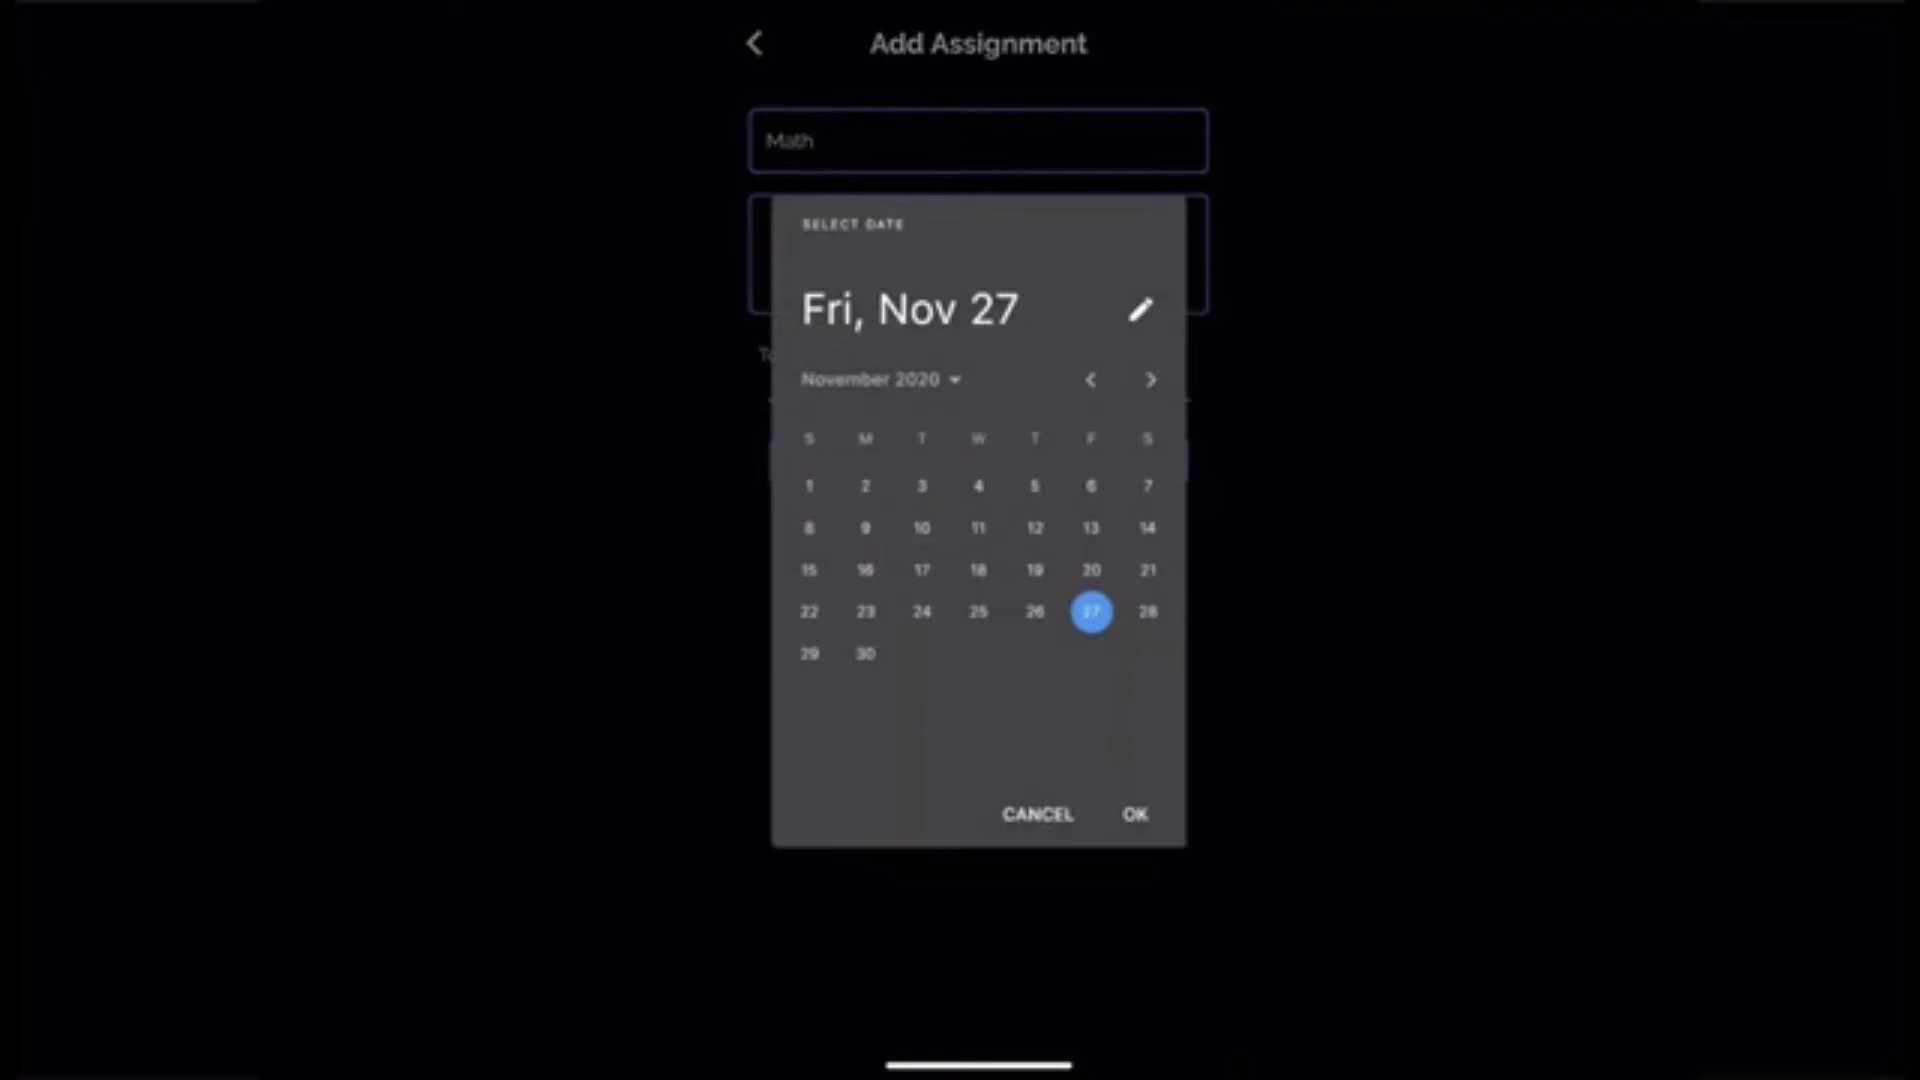 Add Assignment
Math
SELECT DATE
Fri, Nov 27
November 2020
S M T W T F S
1 2 3 4 5 6 7
8 9 10 11 12 13 14
15 16 17 18 19 20 21
22 23 24 25 26 27 28
29 30
CANCEL OK